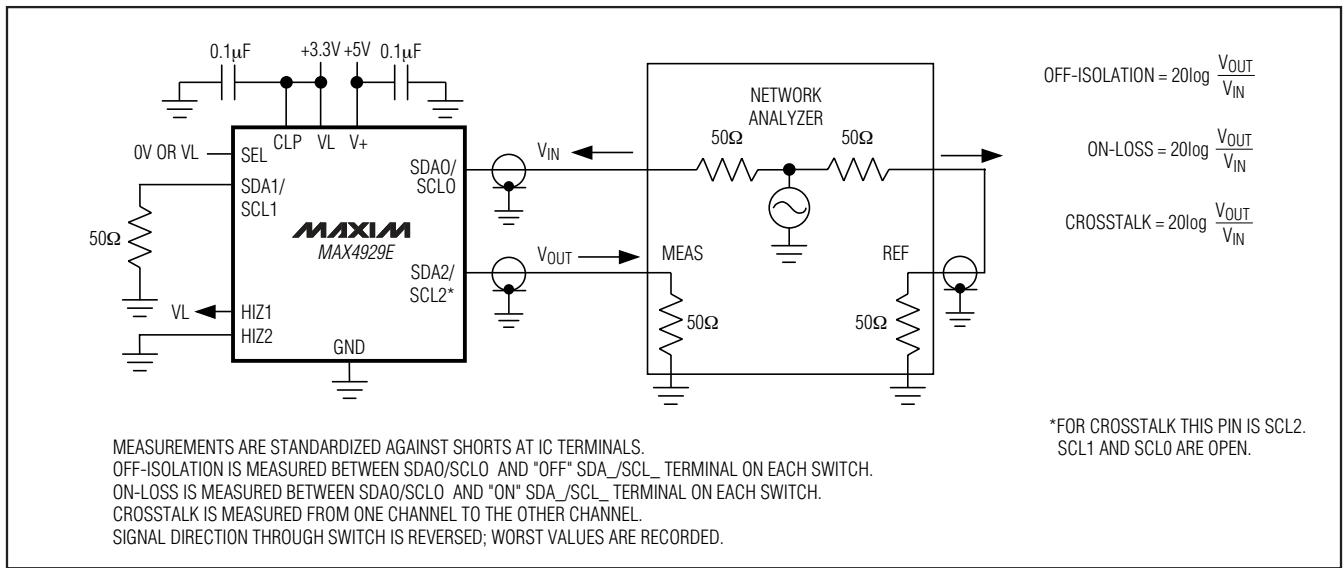 0.1µF
+3.3V
+5V
0.1µF
CLP
VL
V+
0V OR VL
SEL
SDA1/
SCL1
50Ω
VL
HIZ1
HIZ2
GND
MAXIM
MAX4929E
SDA0/
SCL0
SDA2/
SCL2*
VIN
VOUT
NETWORK
ANALYZER
50Ω
50Ω
MEAS
REF
50Ω
50Ω
OFF-ISOLATION = 20log VOUT
VIN
ON-LOSS = 20log VOUT
VIN
CROSSTALK = 20log VOUT
VIN
*FOR CROSSTALK THIS PIN IS SCL2.
SCL1 AND SCL0 ARE OPEN.
MEASUREMENTS ARE STANDARDIZED AGAINST SHORTS AT IC TERMINALS.
OFF-ISOLATION IS MEASURED BETWEEN SDA0/SCL0 AND "OFF" SDA_/SCL_ TERMINAL ON EACH SWITCH.
ON-LOSS IS MEASURED BETWEEN SDA0/SCL0 AND "ON" SDA_/SCL_ TERMINAL ON EACH SWITCH.
CROSSTALK IS MEASURED FROM ONE CHANNEL TO THE OTHER CHANNEL.
SIGNAL DIRECTION THROUGH SWITCH IS REVERSED; WORST VALUES ARE RECORDED.